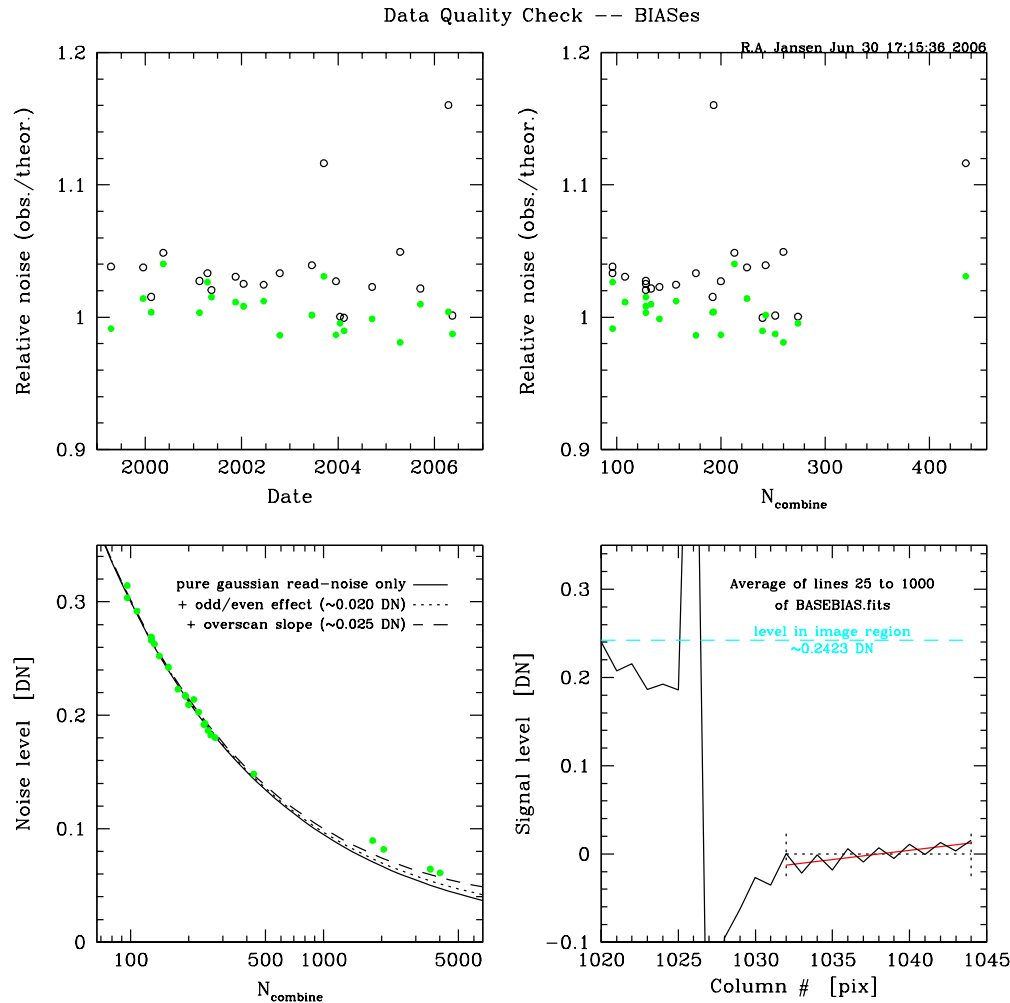 Data Quality Check -- BIASes
R.A. Jansen Jun 30 17:15:36 2006
Relative noise (obs./theor.)
1.2
1.1
1
0.9
2000 2002 2004 2006
Date
Relative noise (obs./theor.)
1.2
1.1
1
0.9
100 200 300 400
Ncombine
Noise level [DN]
0.3
0.2
0.1
0
pure gaussian read-noise only
+ odd/even effect (~0.020 DN)
+ overscan slope (~0.025 DN)
100 500 1000 5000
Ncombine
Signal level [DN]
0.3
0.2
0.1
0
-0.1
Average of lines 25 to 1000
of BASEBIAS.fits
level in image region
~0.2423 DN
1020 1025 1030 1035 1040 1045
Column # [pix]